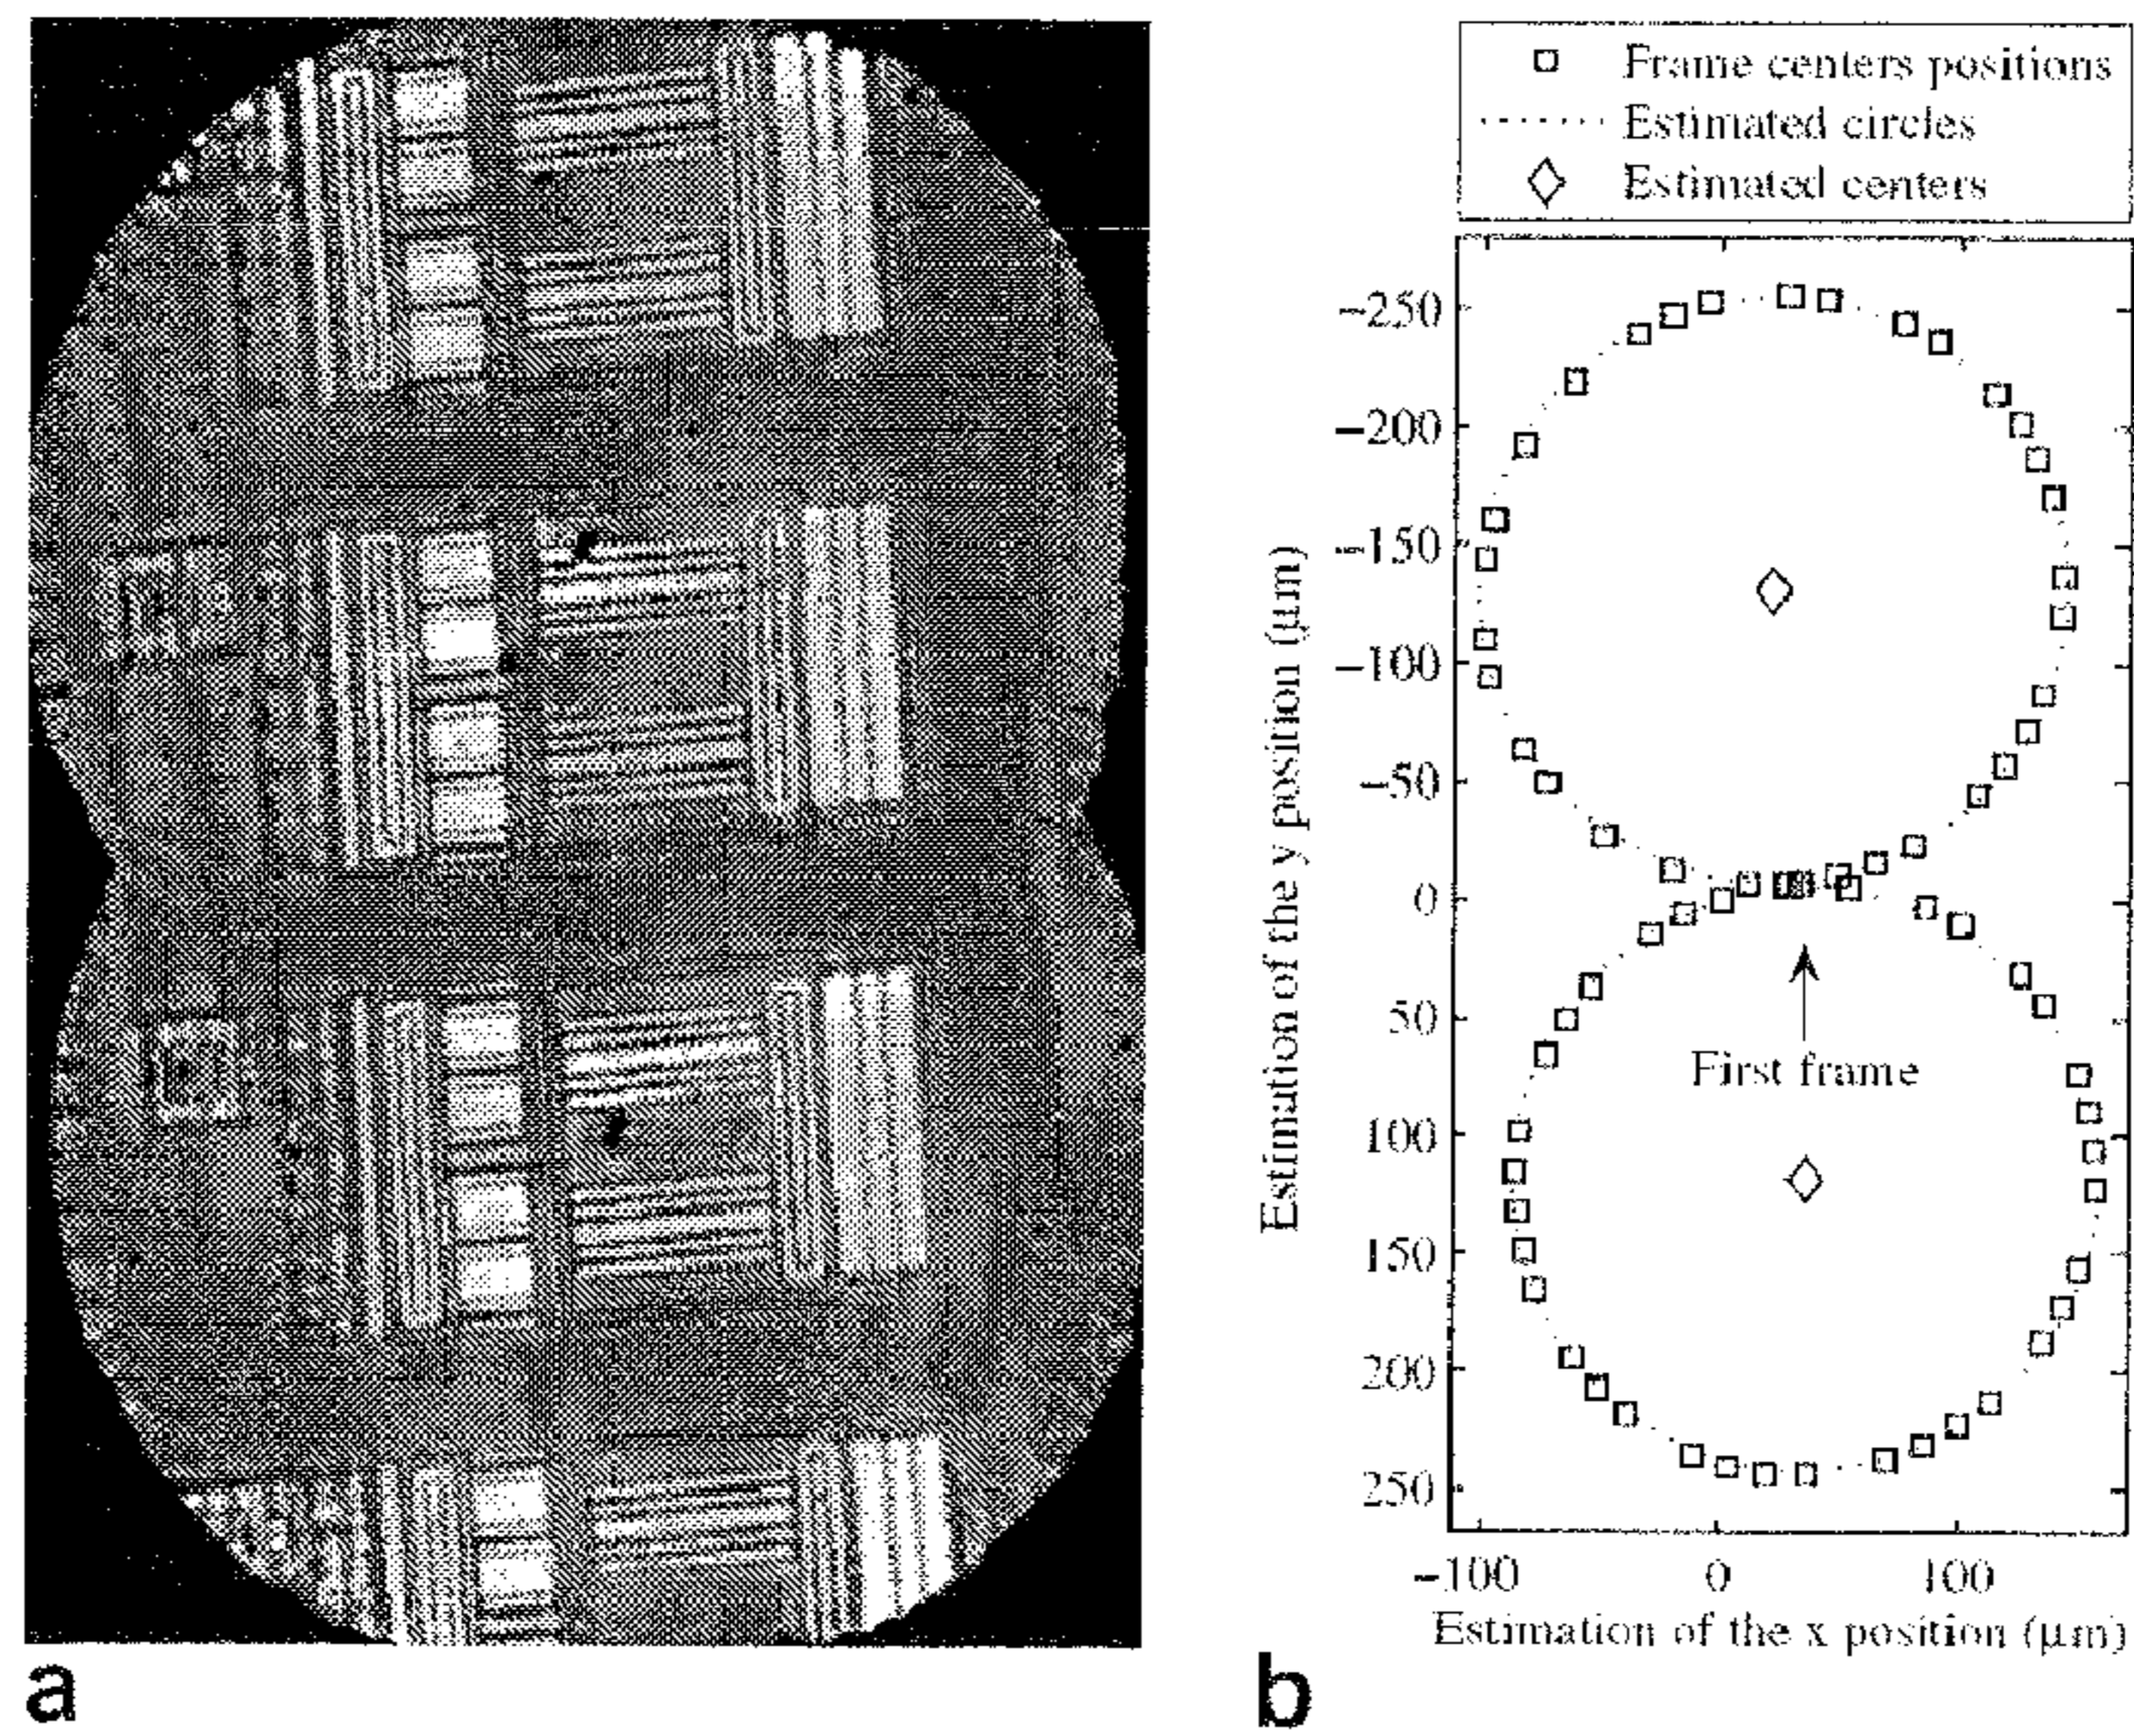 Frame centers positions
Estimated circles
Estimated centers
Estimation of the y position (µm)
−250
−200
−150
−100
−50
0
50
100
150
200
250
First frame
−100 0 100
Estimation of the x position (µm)
a b